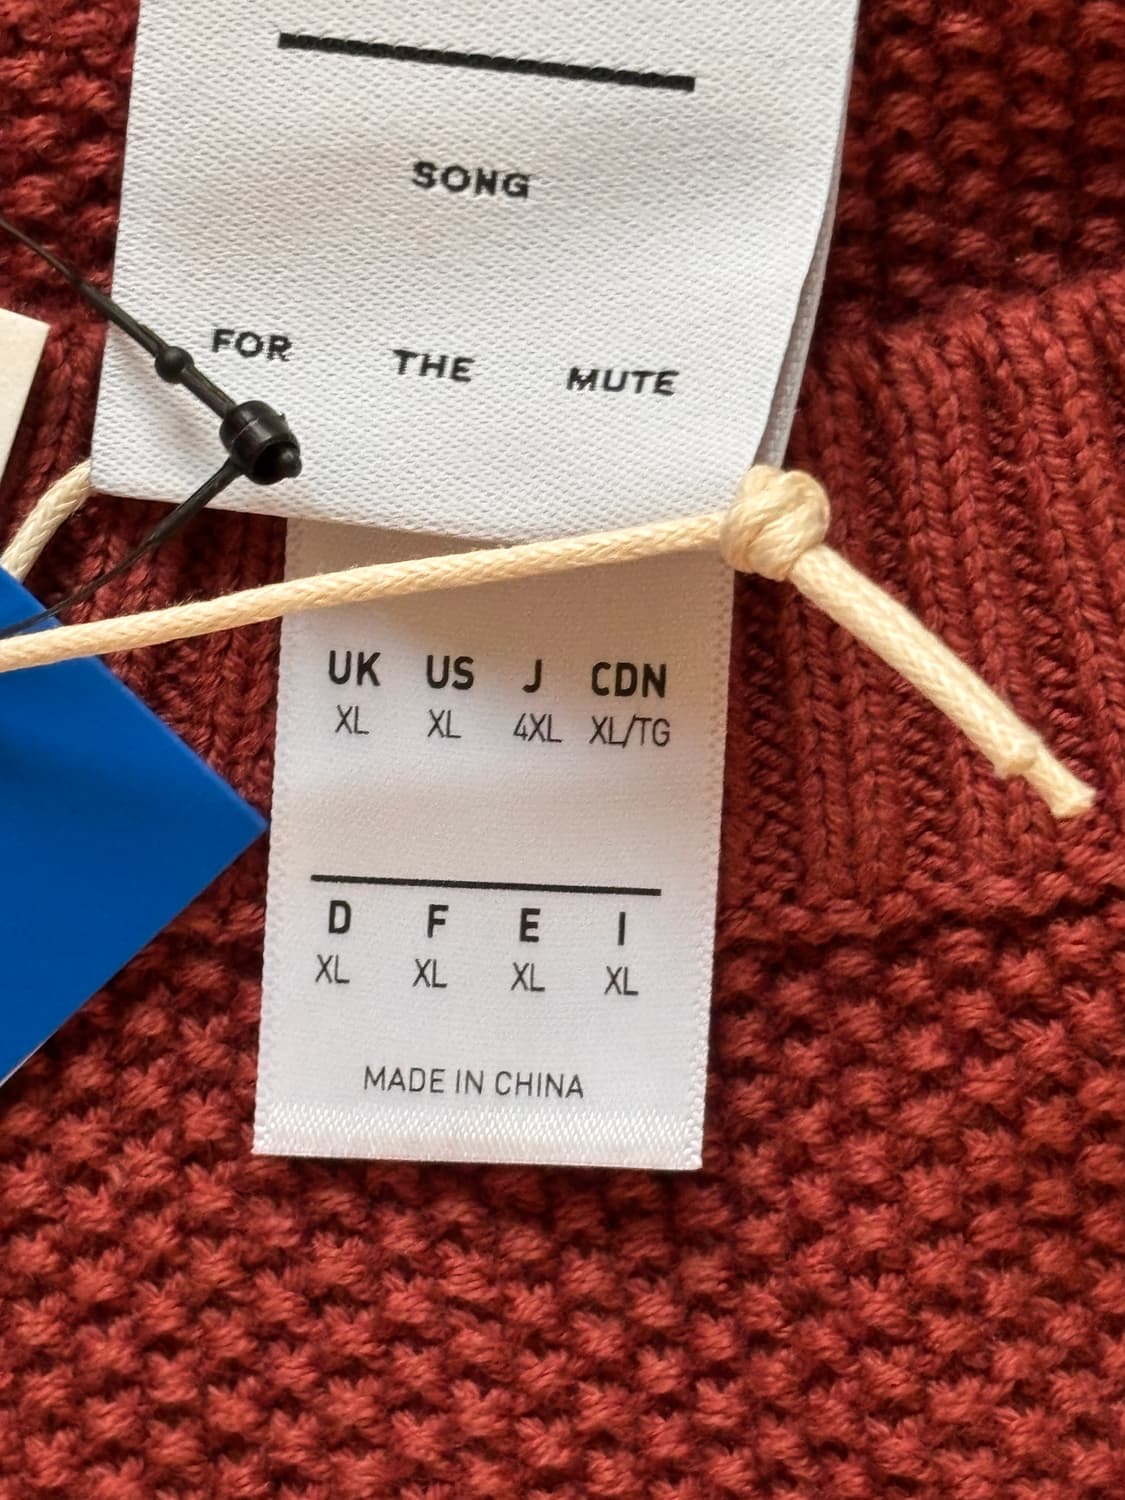 SONG
FOR THE MUTE
UK US J CDN
XL XL 4XL XL/TG
D F E I
XL XL XL XL
MADE IN CHINA